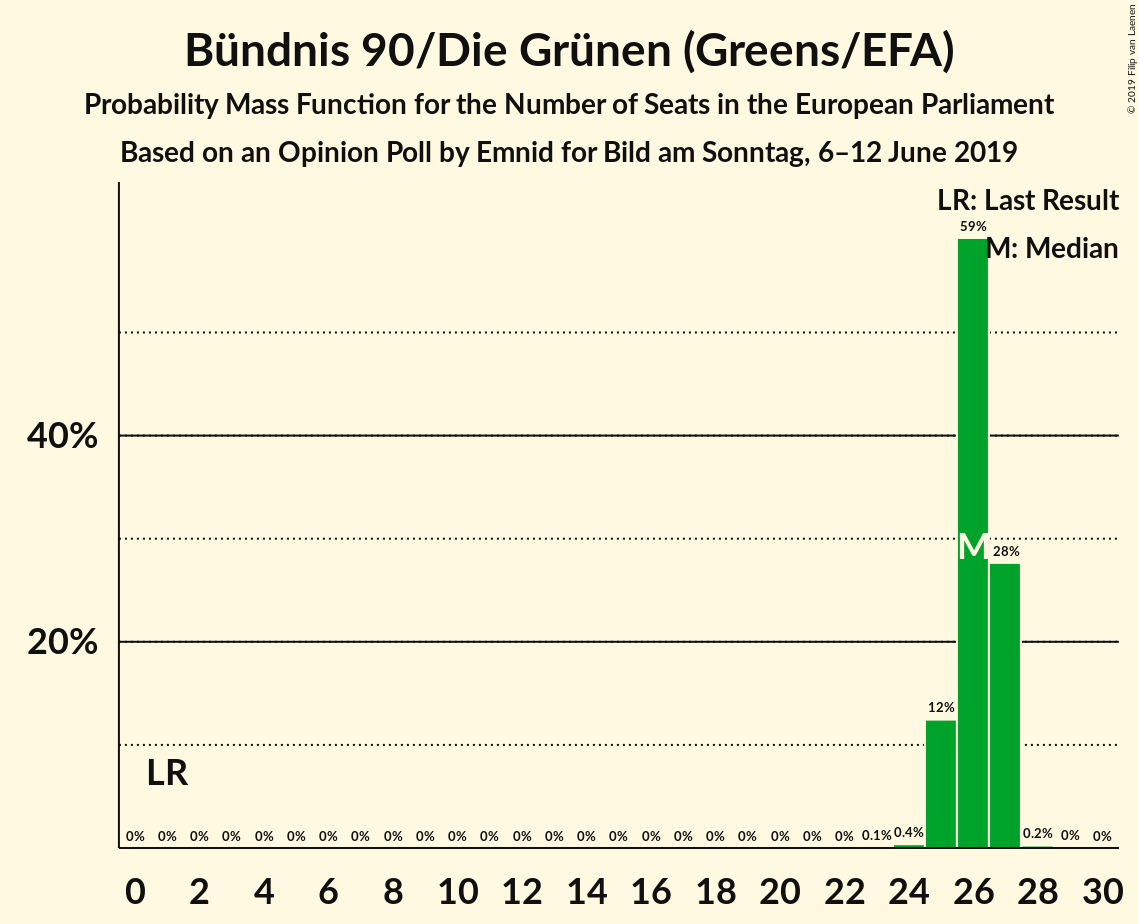 Bündnis 90/Die Grünen (Greens/EFA)
Probability Mass Function for the Number of Seats in the European Parliament
Based on an Opinion Poll by Emnid for Bild am Sonntag, 6–12 June 2019
© 2019 Filip van Laenen
LR: Last Result
M: Median
59%
40%
M
28%
20%
12%
LR
0% 0% 0% 0% 0% 0% 0% 0% 0% 0% 0% 0% 0% 0% 0% 0% 0% 0% 0% 0% 0% 0% 0% 0.1% 0.4% 0.2% 0% 0%
0 2 4 6 8 10 12 14 16 18 20 22 24 26 28 30